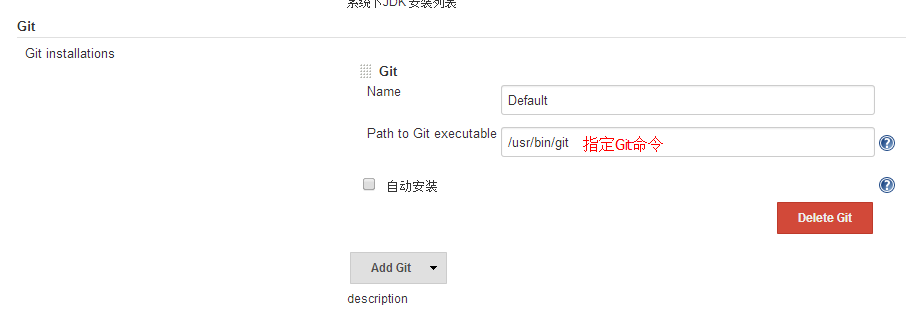 系统下JDK 安装列表
Git
Git installations
Git
Name
Default
Path to Git executable
/usr/bin/git 指定Git命令
自动安装
Delete Git
Add Git
description